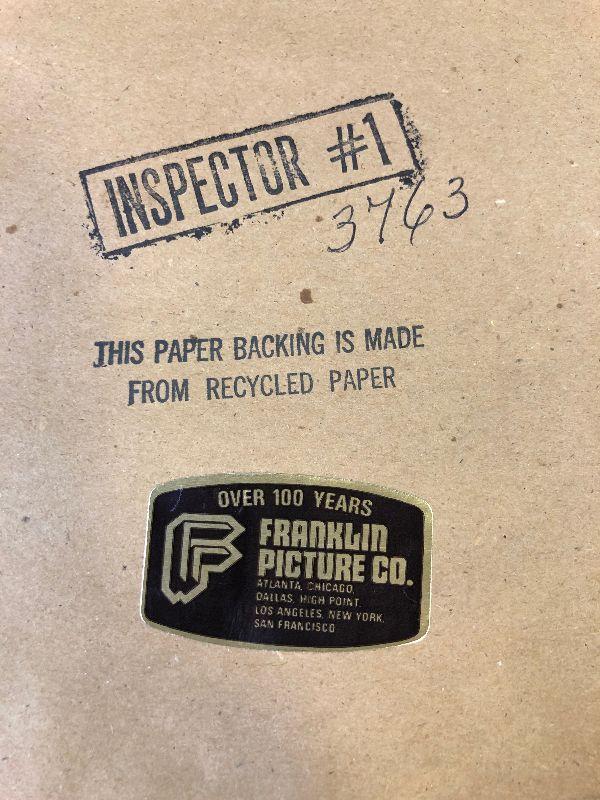 INSPECTOR #1
3763
THIS PAPER BACKING IS MADE
FROM RECYCLED PAPER
OVER 100 YEARS
FRANKLIN
PICTURE CO.
ATLANTA, CHICAGO,
DALLAS, HIGH POINT,
LOS ANGELES, NEW YORK,
SAN FRANCISCO